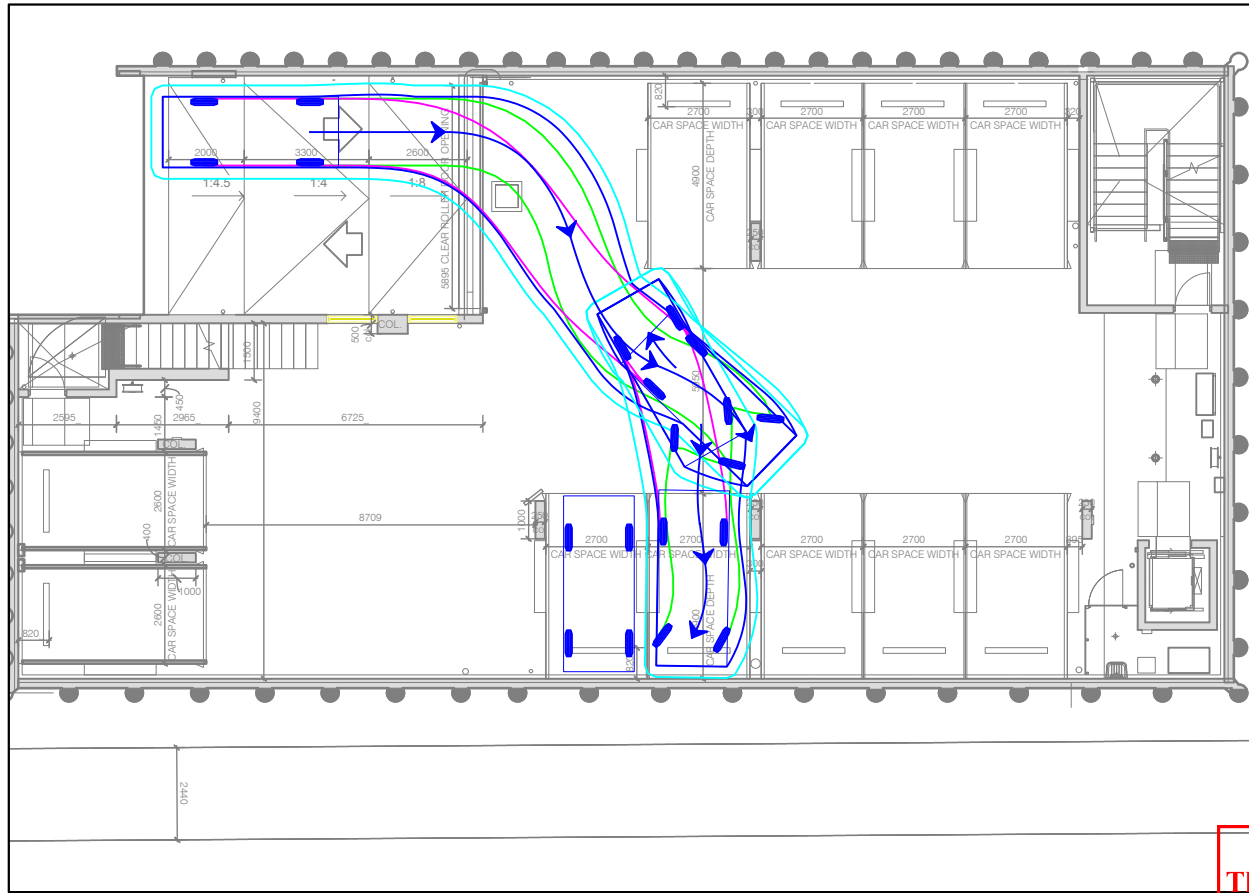 820
2700
300
2700
2700
2700
320
CAR SPACE WIDTH
CAR SPACE WIDTH
CAR SPACE WIDTH
CAR SPACE WIDTH
4900
CAR SPACE DEPTH
5895 CLEAR ROLLER DOOR OPENING
2000
3300
2600
1:4.5
1:4
1:8
COL.
500
1500
450
1450
9400
2595
2965
6725
COL.
2600
CAR SPACE WIDTH
400
COL.
1000
2600
CAR SPACE WIDTH
820
8709
1000
2700
2700
2700
2700
2700
CAR SPACE WIDTH
CAR SPACE WIDTH
CAR SPACE WIDTH
CAR SPACE WIDTH
CAR SPACE WIDTH
200
CAR SPACE DEPTH
820
2440